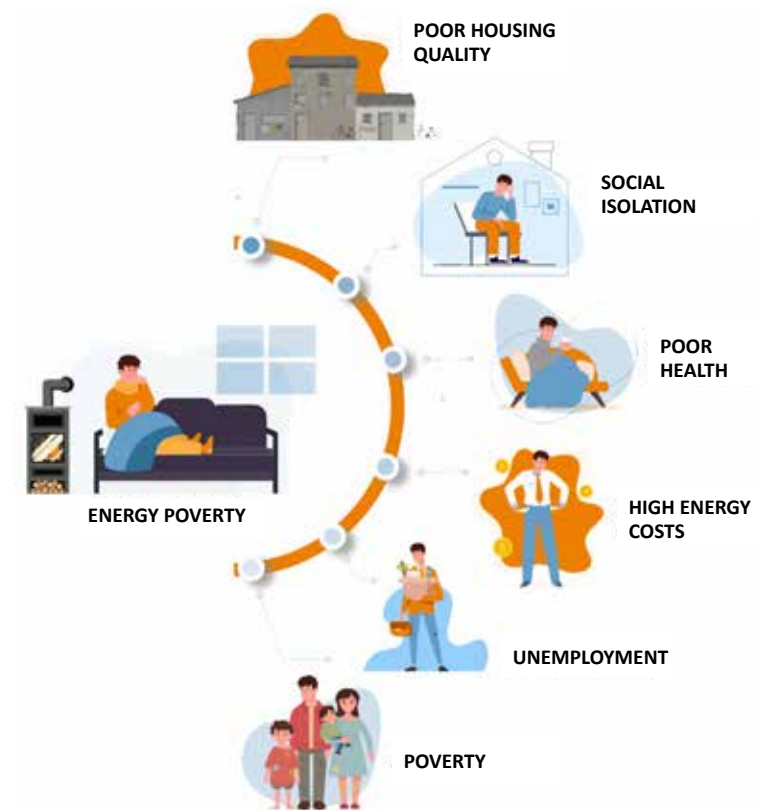 POOR HOUSING
QUALITY
SOCIAL
ISOLATION
POOR
HEALTH
HIGH ENERGY
COSTS
ENERGY POVERTY
UNEMPLOYMENT
POVERTY